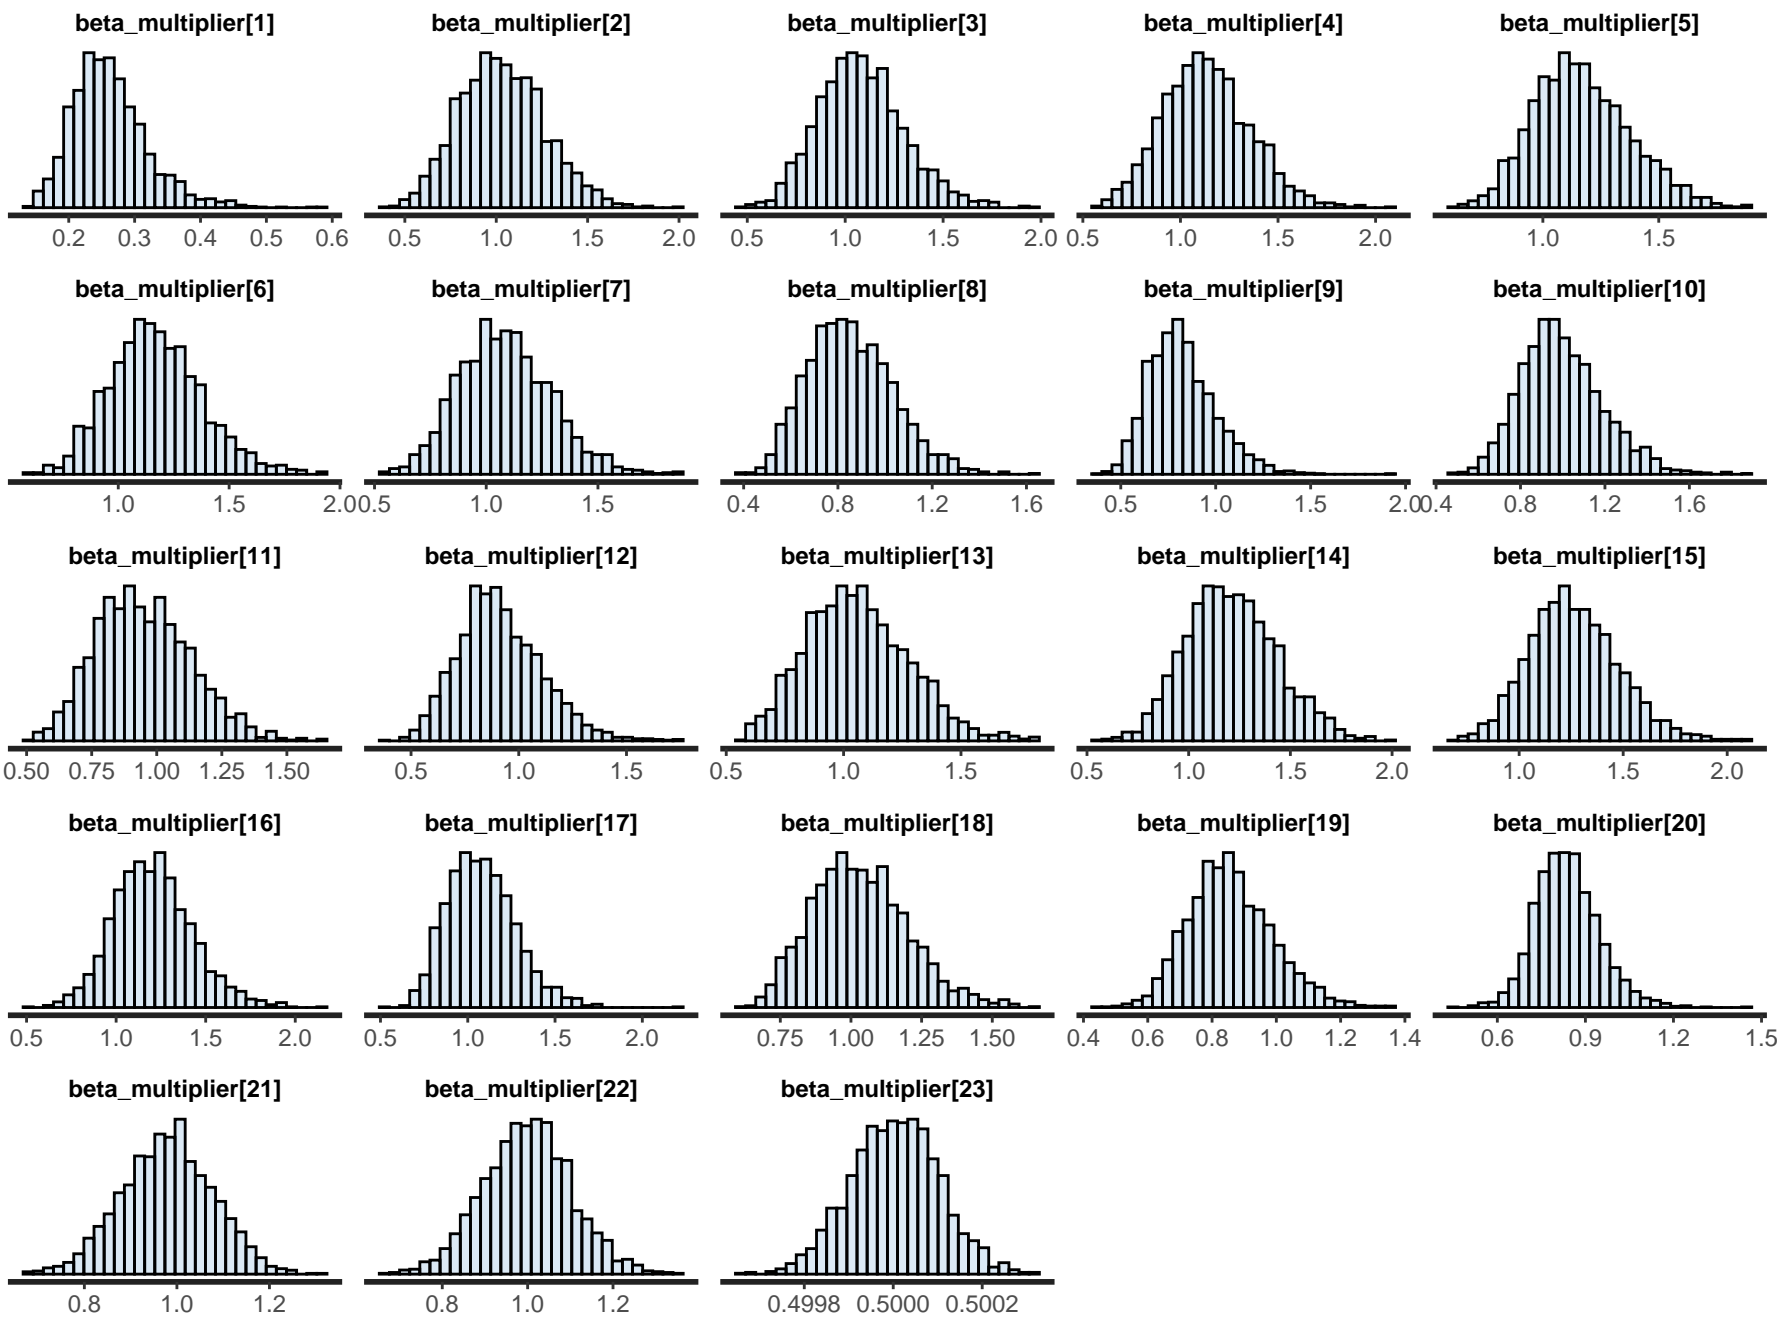 beta_multiplier[1] beta_multiplier[2] beta_multiplier[3] beta_multiplier[4] beta_multiplier[5]
0.2 0.3 0.4 0.5 0.6 0.5 1.0 1.5 2.0 0.5 1.0 1.5 2.0 0.5 1.0 1.5 2.0 1.0 1.5
beta_multiplier[6] beta_multiplier[7] beta_multiplier[8] beta_multiplier[9] beta_multiplier[10]
1.0 1.5 2.0 0.5 1.0 1.5 0.4 0.8 1.2 1.6 0.5 1.0 1.5 2.0 0.4 0.8 1.2 1.6
beta_multiplier[11] beta_multiplier[12] beta_multiplier[13] beta_multiplier[14] beta_multiplier[15]
0.50 0.75 1.00 1.25 1.50 0.5 1.0 1.5 0.5 1.0 1.5 0.5 1.0 1.5 2.0 1.0 1.5 2.0
beta_multiplier[16] beta_multiplier[17] beta_multiplier[18] beta_multiplier[19] beta_multiplier[20]
0.5 1.0 1.5 2.0 0.5 1.0 1.5 2.0 0.75 1.00 1.25 1.50 0.4 0.6 0.8 1.0 1.2 1.4 0.6 0.9 1.2 1.5
beta_multiplier[21] beta_multiplier[22] beta_multiplier[23]
0.8 1.0 1.2 0.8 1.0 1.2 0.4998 0.5000 0.5002